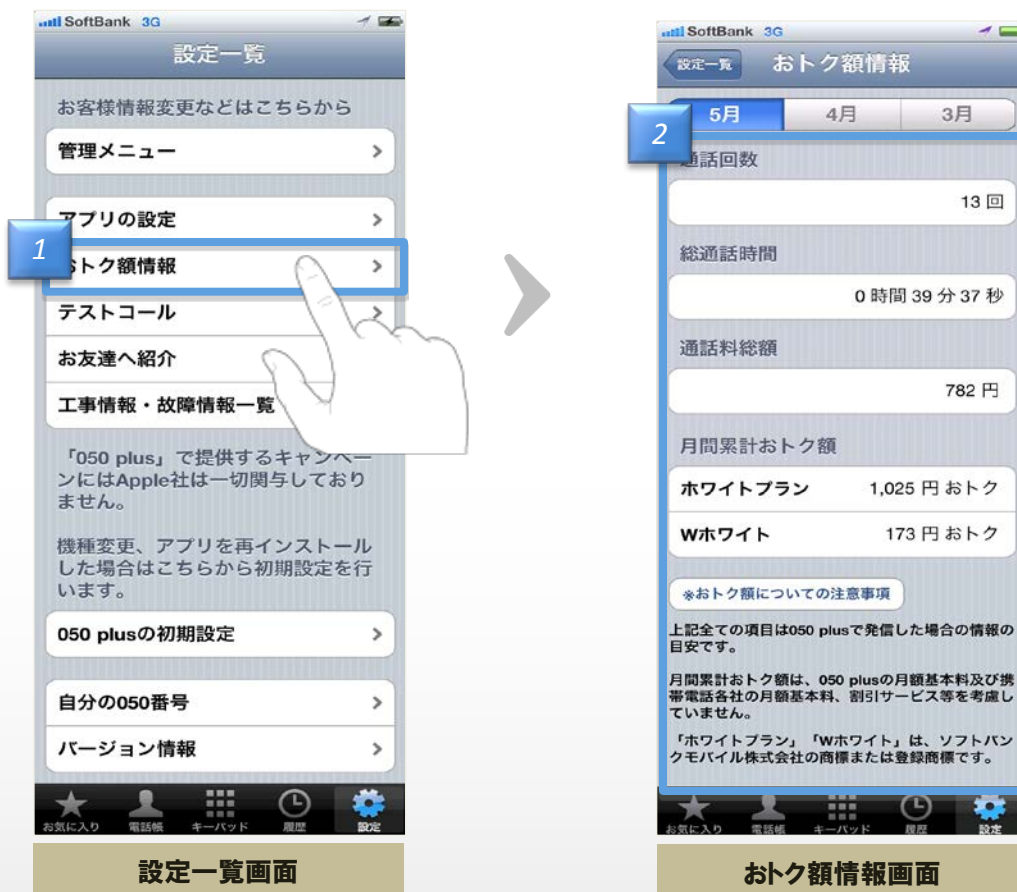 SoftBank 3G
設定一覧
お客様情報変更などはこちらから
管理メニュー
アプリの設定
1
おトク額情報
テストコール
お友達へ紹介
工事情報・故障情報一覧
「050 plus」で提供するキャンペー
ンにはApple社は一切関与しており
ません。
機種変更、アプリを再インストール
した場合はこちらから初期設定を行
います。
050 plusの初期設定
自分の050番号
バージョン情報
お気に入り 電話帳 キーパッド 履歴 設定
設定一覧画面
SoftBank 3G
設定一覧 おトク額情報
5月 4月 3月
2
通話回数
13 回
総通話時間
0 時間 39 分 37 秒
通話料総額
782 円
月間累計おトク額
ホワイトプラン 1,025 円 おトク
Wホワイト 173 円 おトク
※おトク額についての注意事項
上記全ての項目は050 plusで発信した場合の情報の
目安です。
月間累計おトク額は、050 plusの月額基本料及び携
帯電話各社の月額基本料、割引サービス等を考慮し
ていません。
「ホワイトプラン」「Wホワイト」は、ソフトバン
クモバイル株式会社の商標または登録商標です。
お気に入り 電話帳 キーパッド 履歴 設定
おトク額情報画面